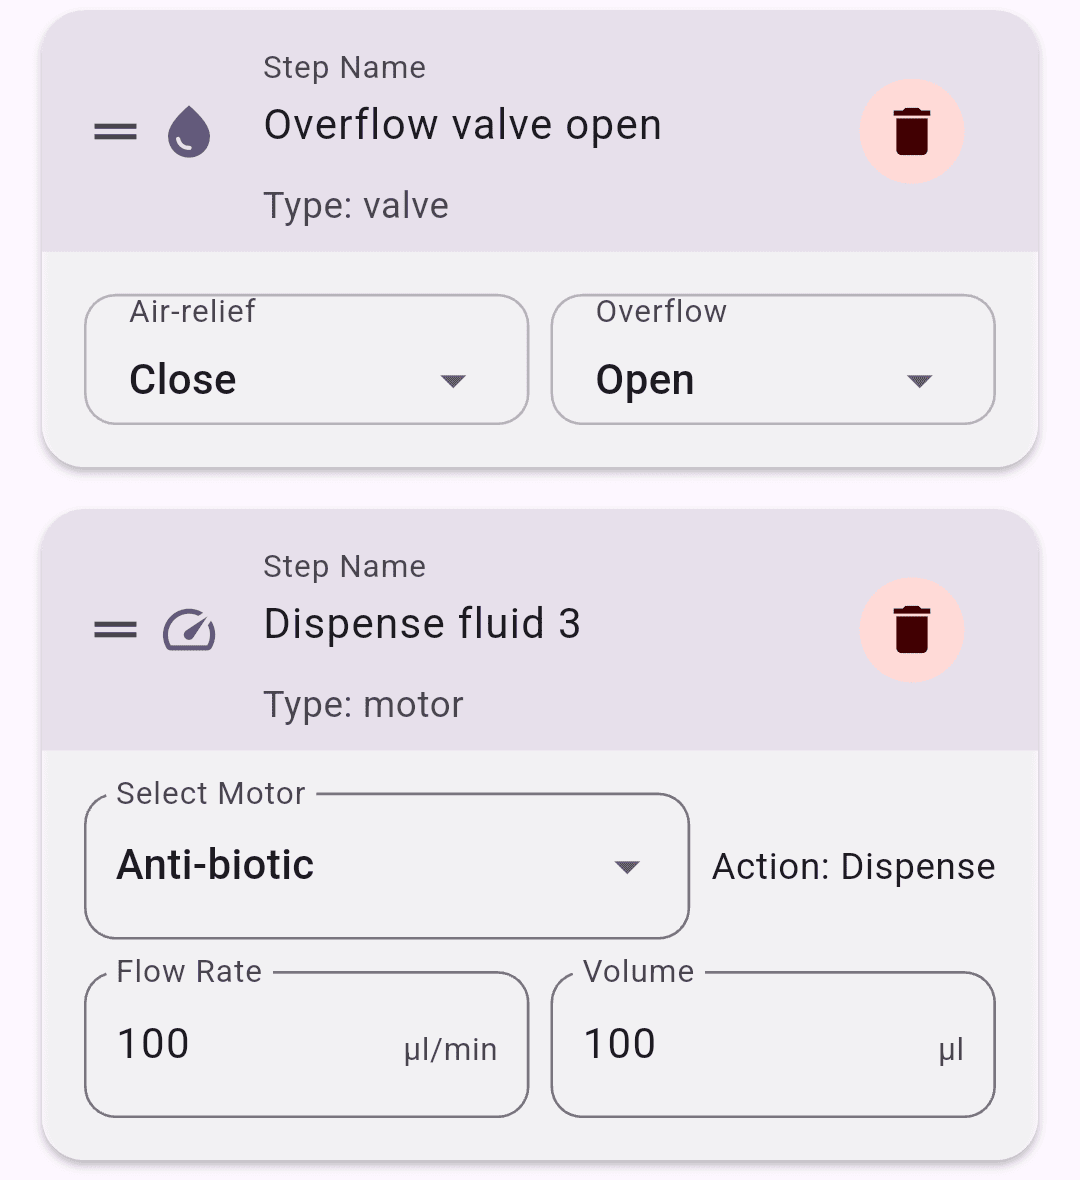 Step Name
Overflow valve open
Type: valve
Air-relief
Overflow
Close
Open
Step Name
Dispense fluid 3
Type: motor
Select Motor
Anti-biotic
Action: Dispense
Flow Rate
Volume
100 µl/min
100 µl